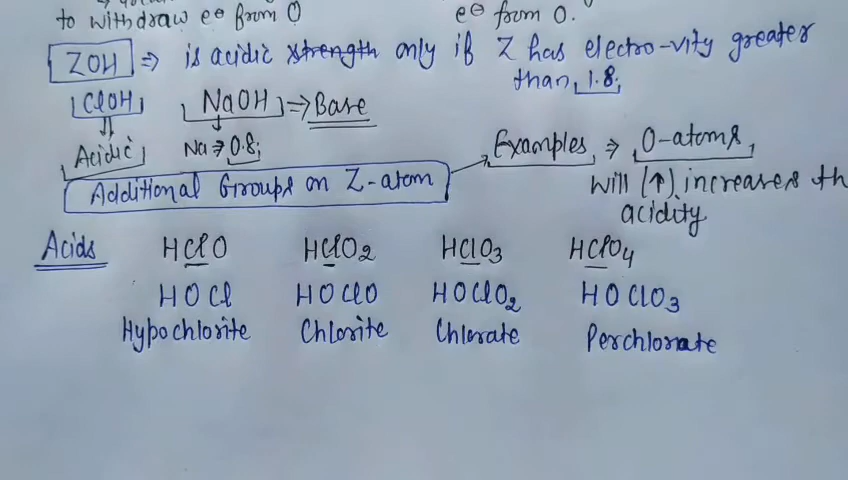 to withdraw e⊖ from O
e⊖ from O.
ZOH ⇒ is acidic strength only if Z has electro-vity greater
than 1.8;
ClOH
NaOH ⇒ Base
Acidic
Na ⇒ 0.8;
Examples ⇒ O-atoms
Additional Groups on Z-atom
will (↑) increases th
acidity
Acids HClO HClO2 HClO3 HClO4
HOCl HOClO HOClO2 HOClO3
Hypochlorite Chlorite Chlorate Perchlorate